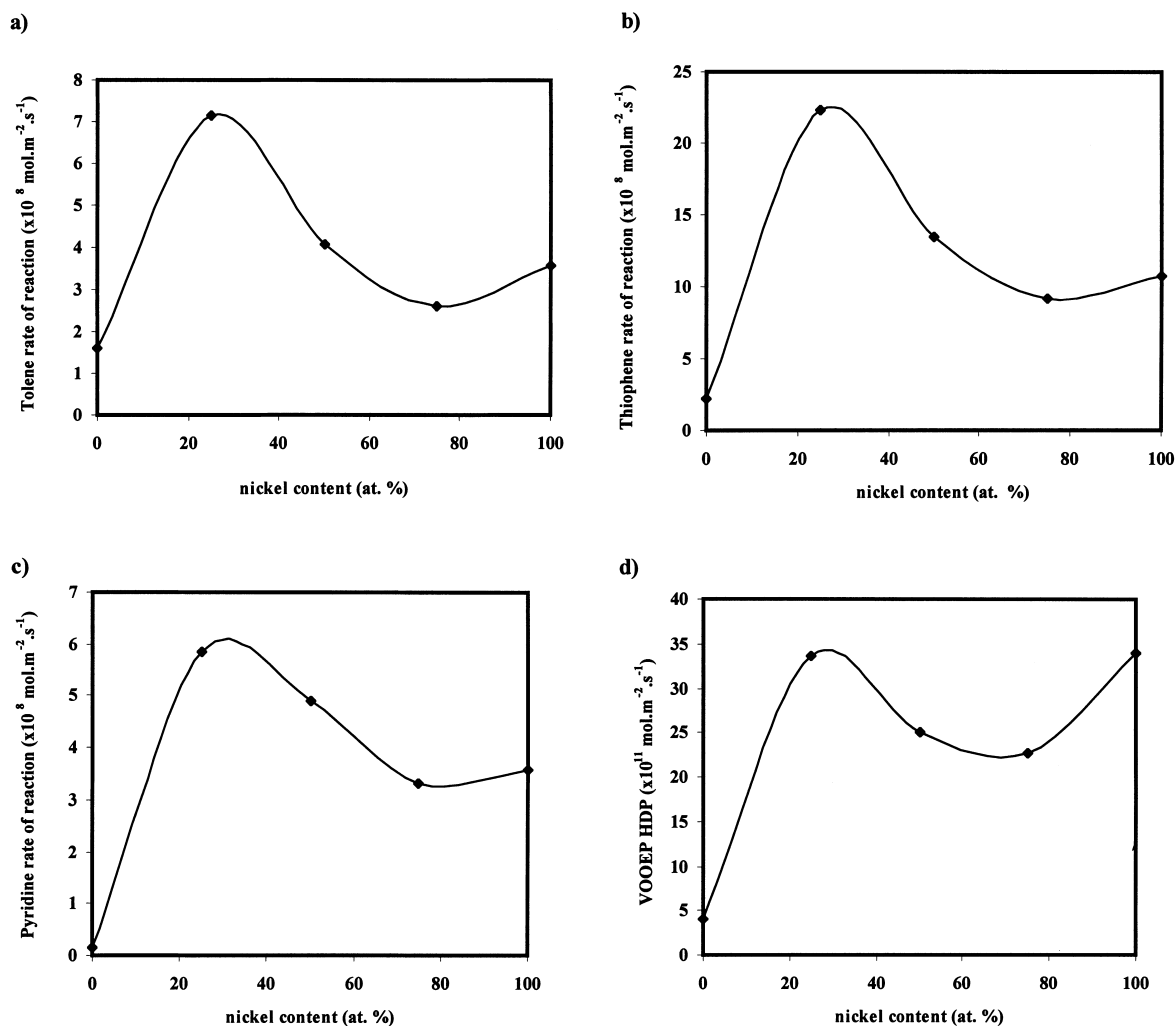 a)
Tolene rate of reaction (x10 8 mol.m-2.s-1)
8
7
6
5
4
3
2
1
0
0 20 40 60 80 100
nickel content (at. %)
b)
Thiophene rate of reaction (x10 8 mol.m-2.s-1)
25
20
15
10
5
0
0 20 40 60 80 100
nickel content (at. %)
c)
Pyridine rate of reaction (x10 8 mol.m-2.s-1)
7
6
5
4
3
2
1
0
0 20 40 60 80 100
nickel content (at. %)
d)
VOOEP HDP (x10 11 mol.m-2.s-1)
40
35
30
25
20
15
10
5
0
0 20 40 60 80 100
nickel content (at. %)